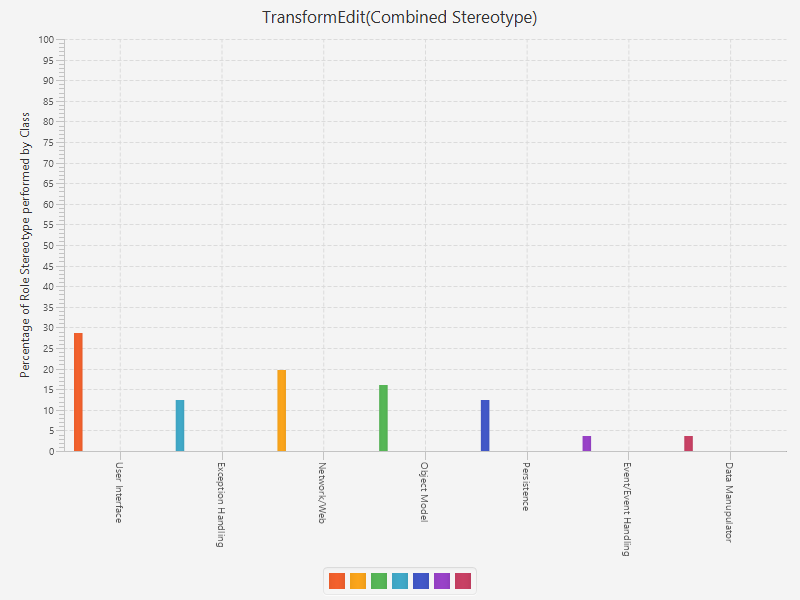 TransformEdit(Combined Stereotype)
Percentage of Role Stereotype performed by Class
100
95
90
85
80
75
70
65
60
55
50
45
40
35
30
25
20
15
10
5
0
User Interface
Exception Handling
Network/Web
Object Model
Persistence
Event/Event Handling
Data Manupulator